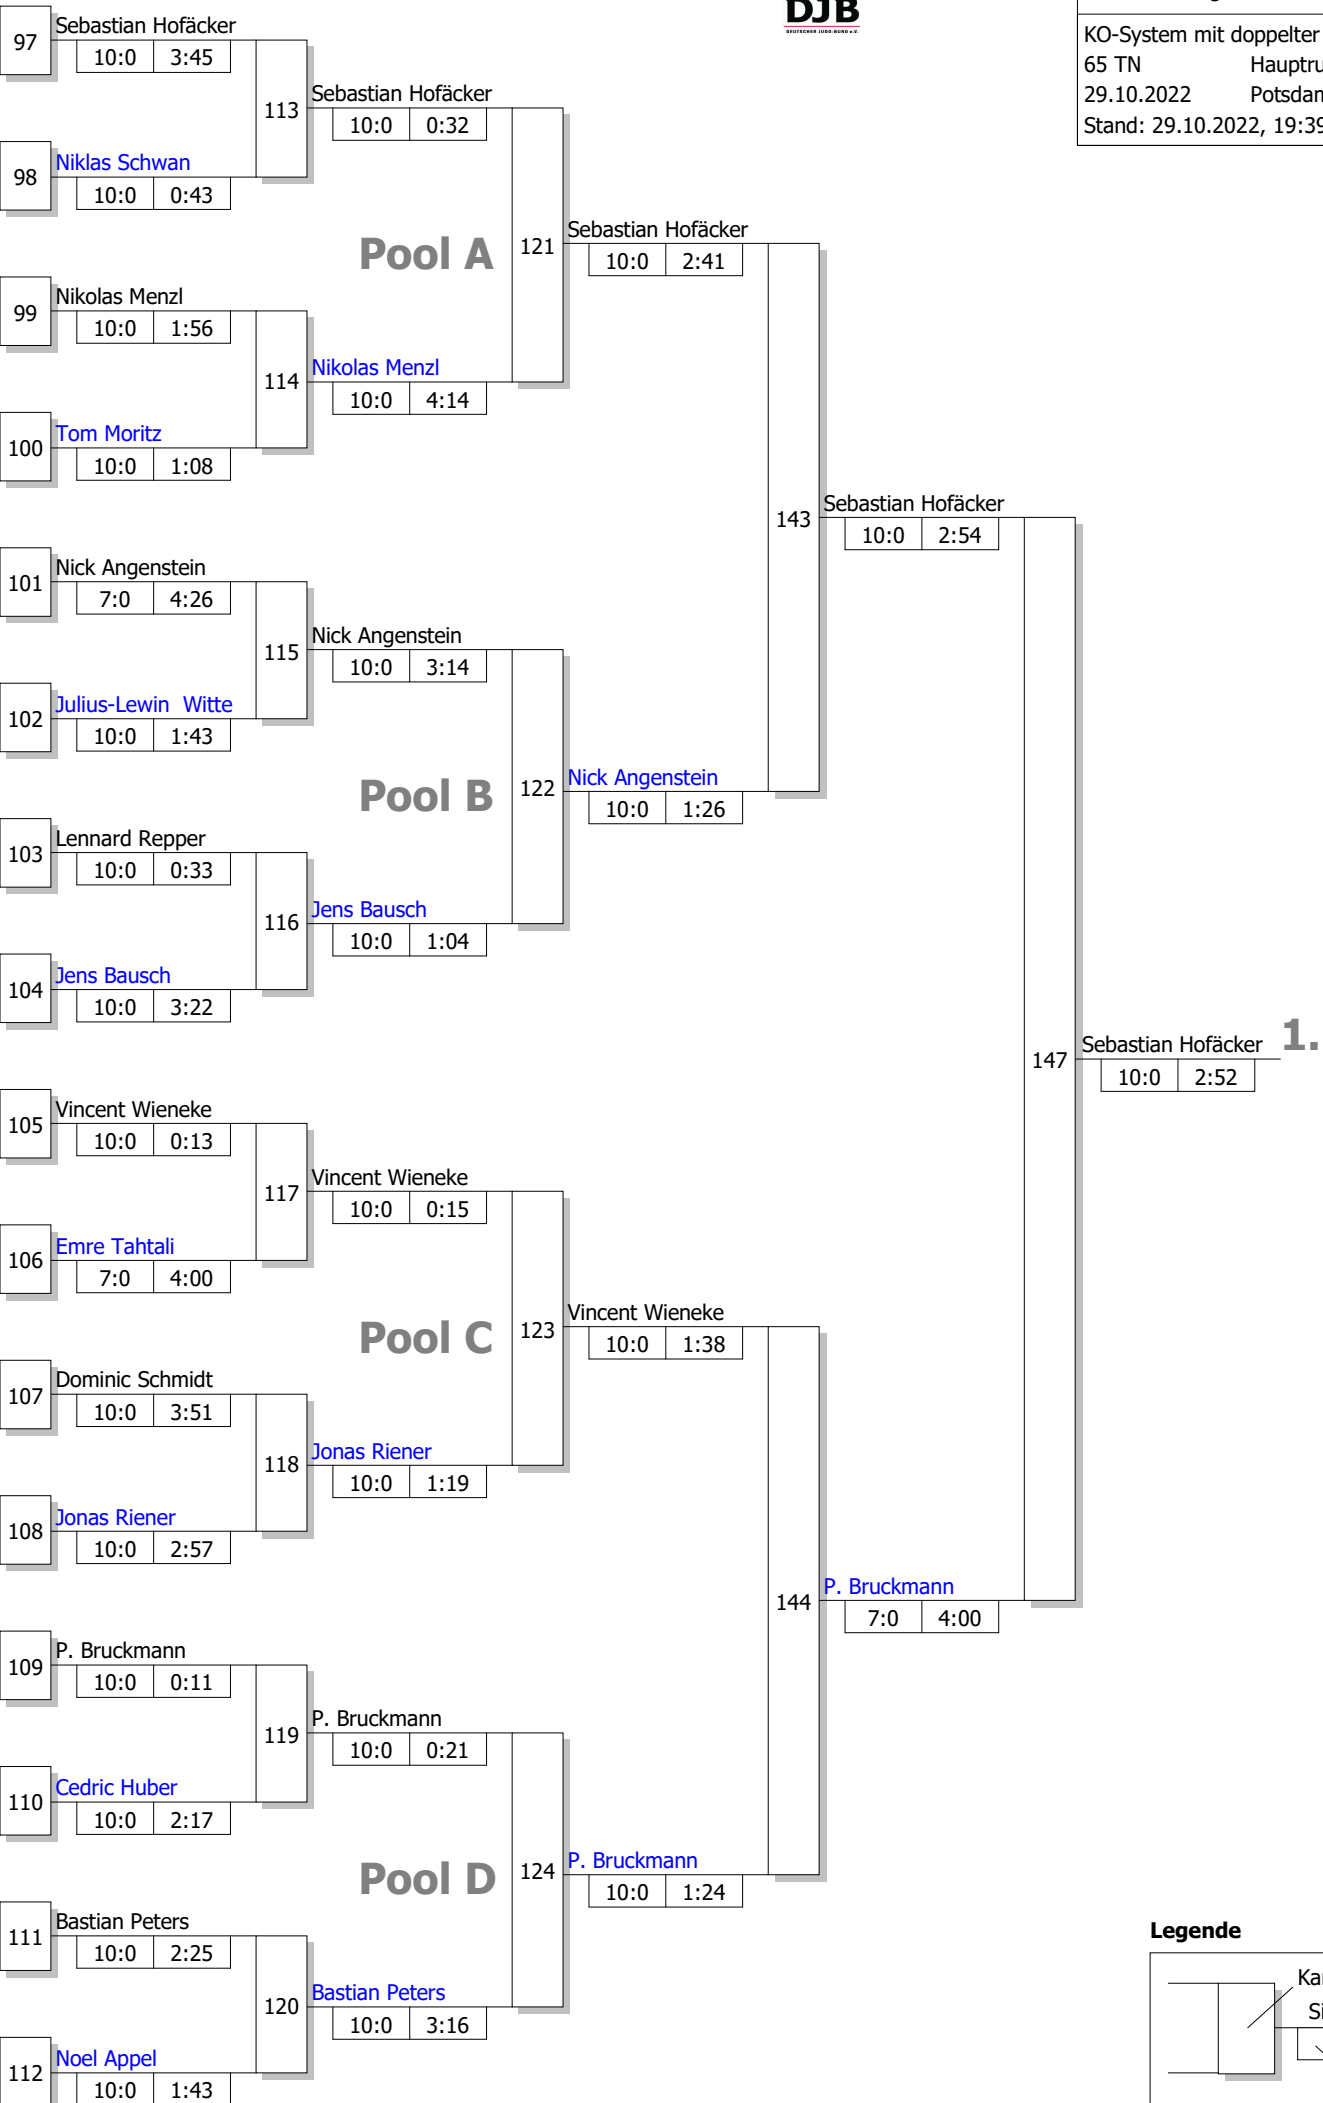 DJB
DEUTSCHER JUDO-BUND e.V.
KO-System mit doppelter
65 TN
29.10.2022
Stand: 29.10.2022, 19:39
97
Sebastian Hofäcker
10:0 3:45
113
Sebastian Hofäcker
10:0 0:32
98
Niklas Schwan
10:0 0:43
Pool A
121
Sebastian Hofäcker
10:0 2:41
99
Nikolas Menzl
10:0 1:56
114
Nikolas Menzl
10:0 4:14
100
Tom Moritz
10:0 1:08
143
Sebastian Hofäcker
10:0 2:54
101
Nick Angenstein
7:0 4:26
115
Nick Angenstein
10:0 3:14
102
Julius-Lewin Witte
10:0 1:43
Pool B
122
Nick Angenstein
10:0 1:26
103
Lennard Repper
10:0 0:33
116
Jens Bausch
10:0 1:04
104
Jens Bausch
10:0 3:22
147
Sebastian Hofäcker 1.
10:0 2:52
105
Vincent Wieneke
10:0 0:13
117
Vincent Wieneke
10:0 0:15
106
Emre Tahtali
7:0 4:00
Pool C
123
Vincent Wieneke
10:0 1:38
107
Dominic Schmidt
10:0 3:51
118
Jonas Riener
10:0 1:19
108
Jonas Riener
10:0 2:57
144
P. Bruckmann
7:0 4:00
109
P. Bruckmann
10:0 0:11
119
P. Bruckmann
10:0 0:21
110
Cedric Huber
10:0 2:17
Pool D
124
P. Bruckmann
10:0 1:24
111
Bastian Peters
10:0 2:25
120
Bastian Peters
10:0 3:16
112
Noel Appel
10:0 1:43
Legende